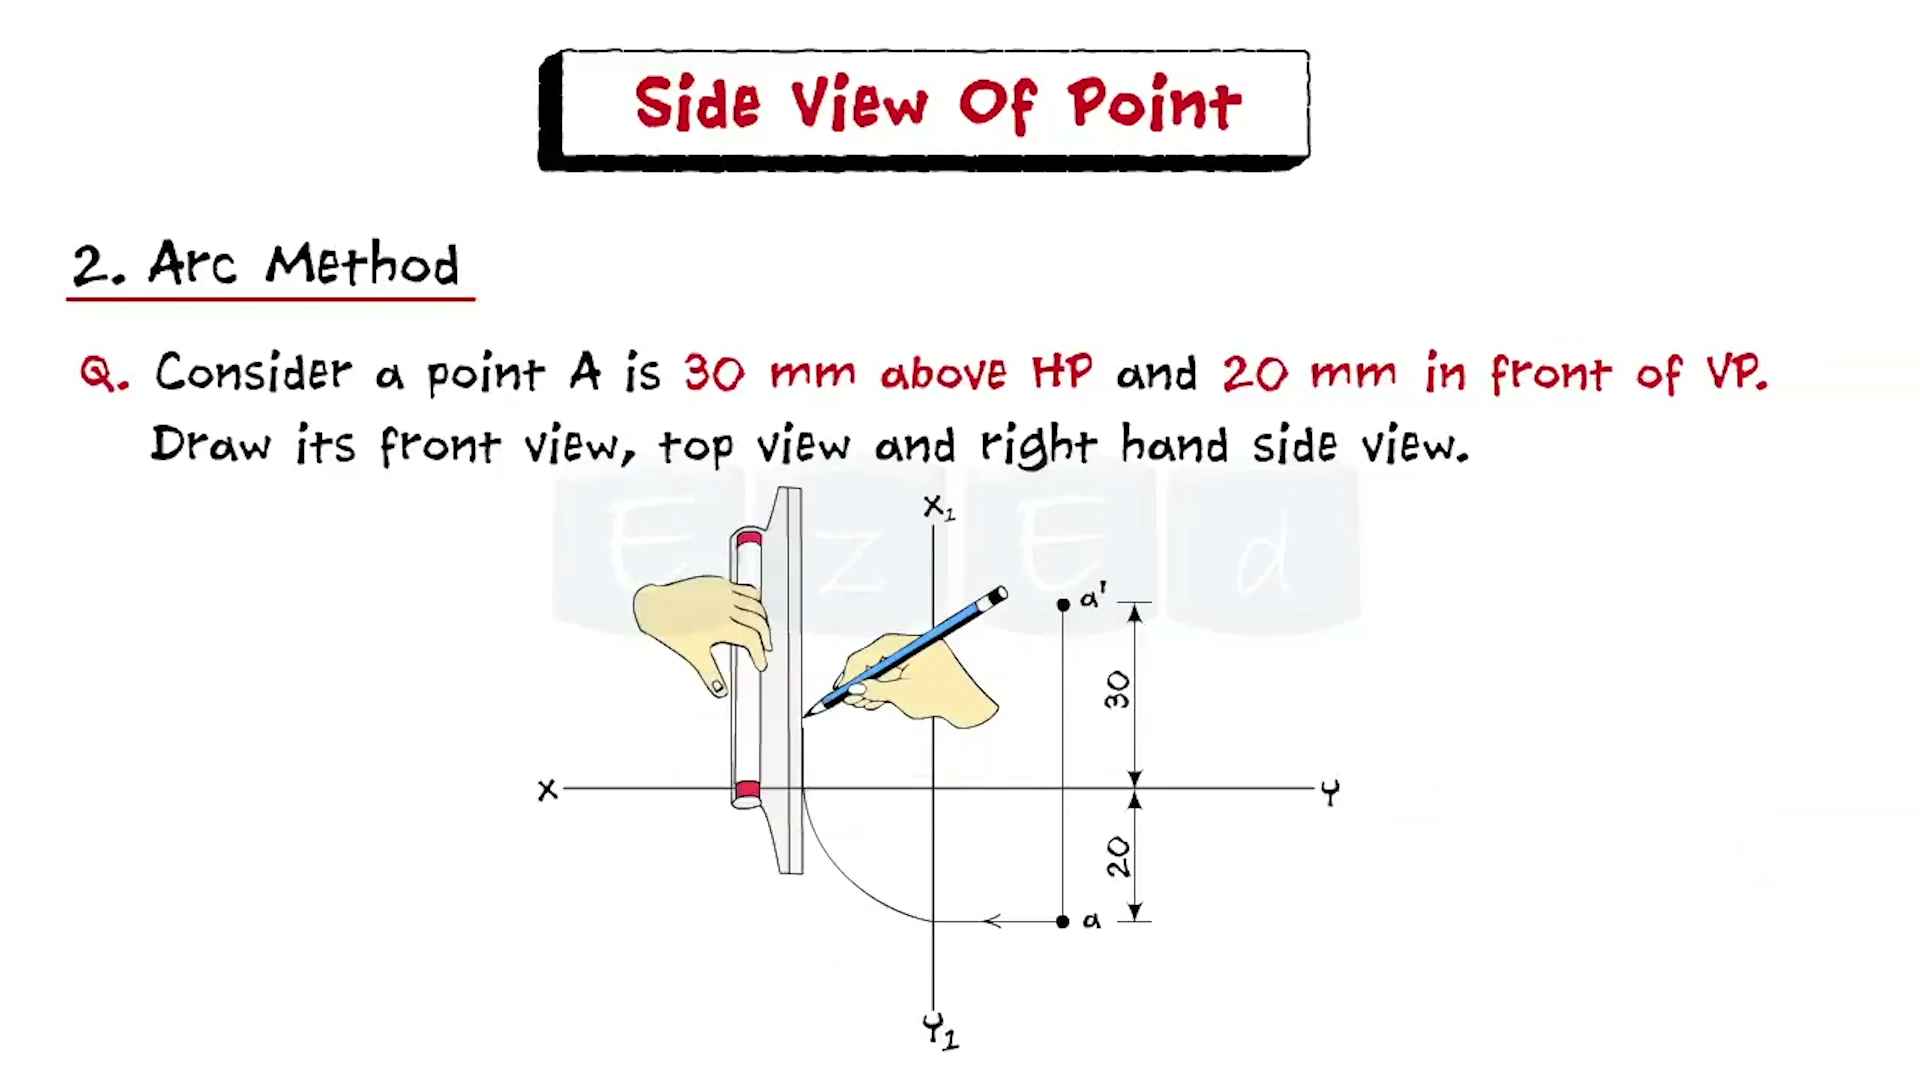 Side View Of Point
2. Arc Method
Q. Consider a point A is 30 mm above HP and 20 mm in front of VP.
Draw its front view, top view and right hand side view.
EzEd
X1
a'
30
X
Y
20
a
Y1